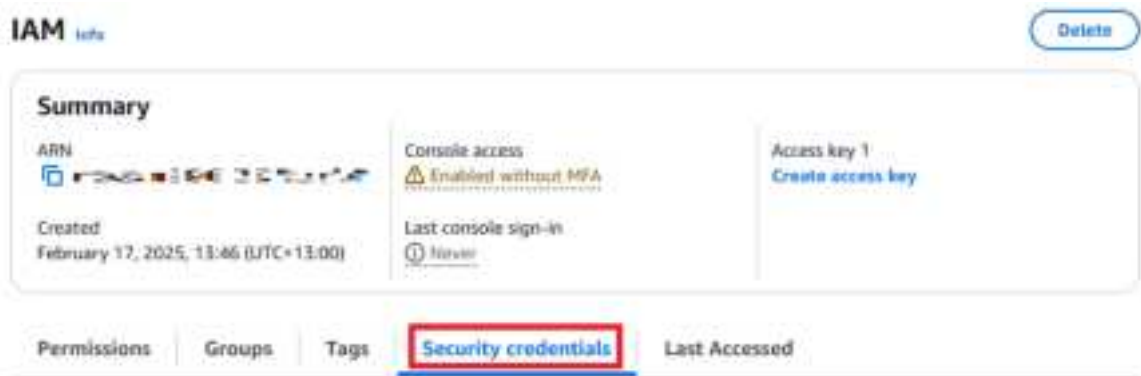 IAM Info
Delete
Summary
ARN
Console access
Enabled without MFA
Access key 1
Create access key
Created
February 17, 2025, 13:46 (UTC+13:00)
Last console sign-in
Never
Permissions
Groups
Tags
Security credentials
Last Accessed